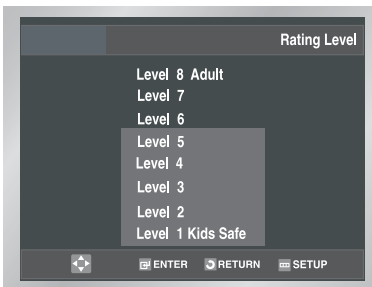 Rating Level
Level 8 Adult
Level 7
Level 6
Level 5
Level 4
Level 3
Level 2
Level 1 Kids Safe
ENTER RETURN SETUP